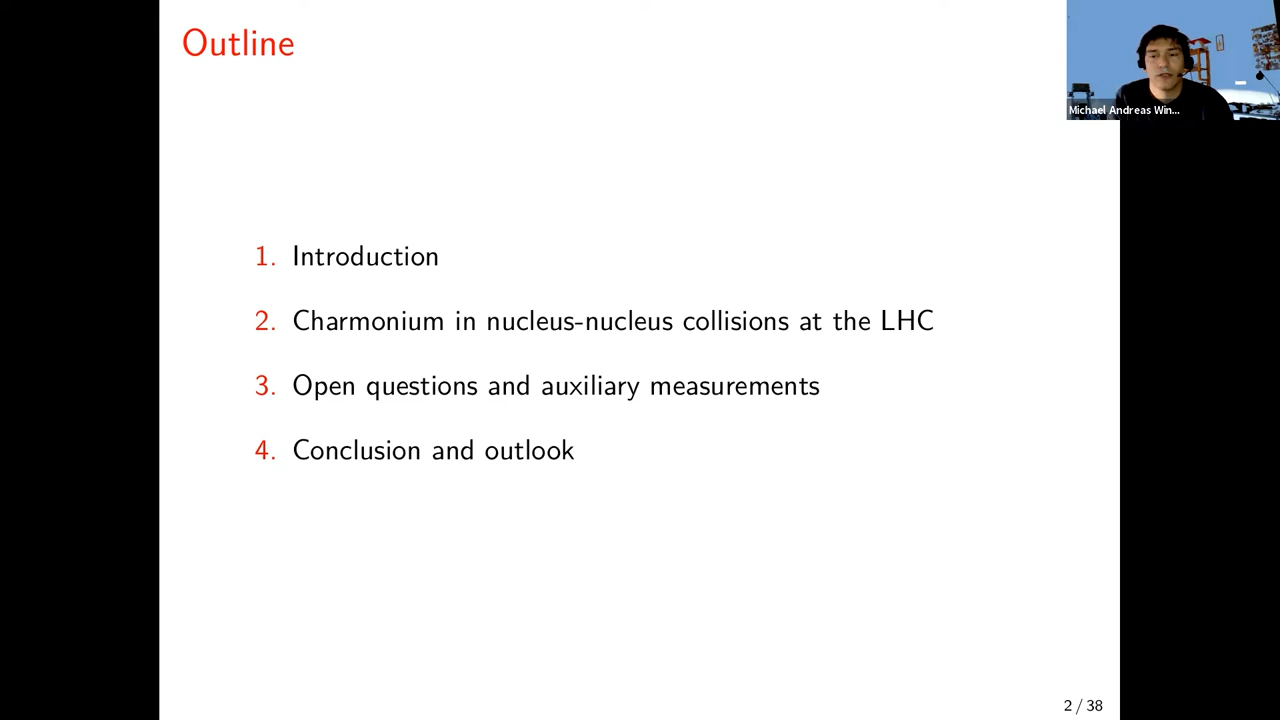 Outline
Michael Andreas Win...
1. Introduction
2. Charmonium in nucleus-nucleus collisions at the LHC
3. Open questions and auxiliary measurements
4. Conclusion and outlook
2 / 38